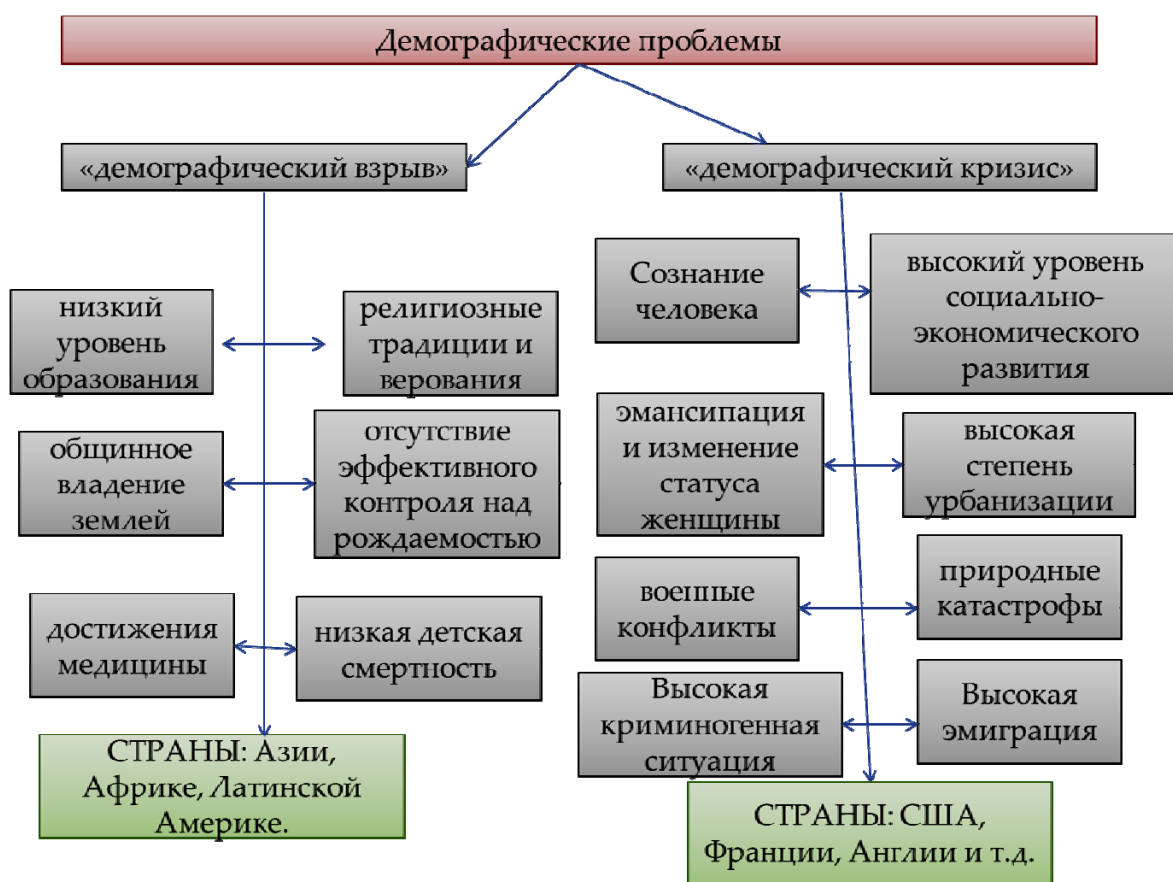 Демографические проблемы
«демографический взрыв»
«демографический кризис»
низкий
уровень
образования
религиозные
традиции и
верования
общинное
владение
землей
отсутствие
эффективного
контроля над
рождаемостью
достижения
медицины
низкая детская
смертность
СТРАНЫ: Азии,
Африке, Латинской
Америке.
Сознание
человека
высокий уровень
социально-
экономического
развития
эмансипация
и изменение
статуса
женщины
высокая
степень
урбанизации
военные
конфликты
природные
катастрофы
Высокая
криминогенная
ситуация
Высокая
эмиграция
СТРАНЫ: США,
Франции, Англии и т.д.